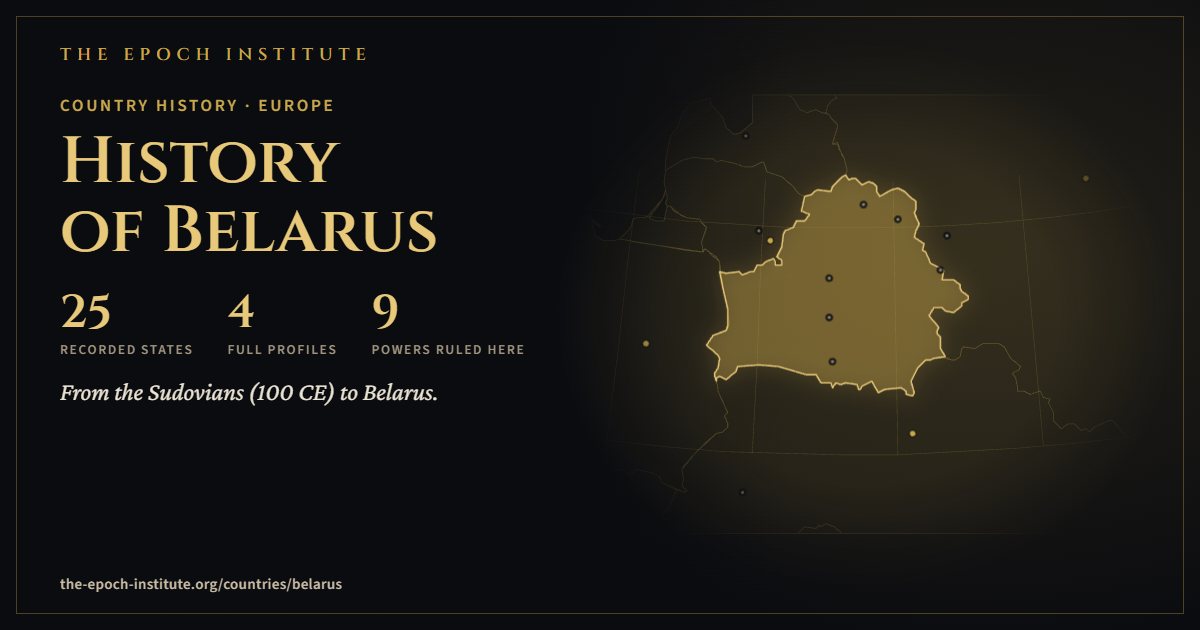 THE EPOCH INSTITUTE
COUNTRY HISTORY · EUROPE
History
of Belarus
25 4 9
RECORDED STATES FULL PROFILES POWERS RULED HERE
From the Sudovians (100 CE) to Belarus.
the-epoch-institute.org/countries/belarus